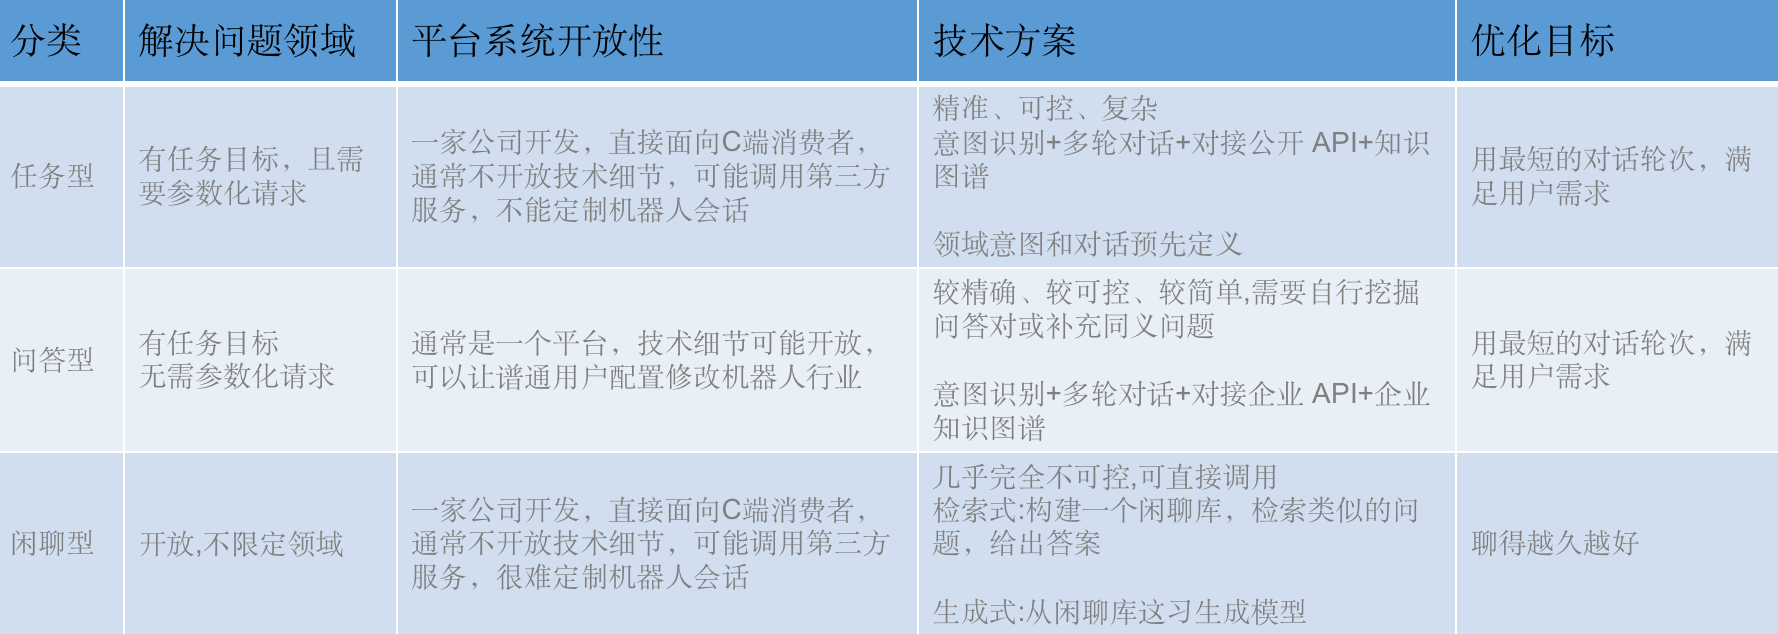 分类 解决问题领域 平台系统开放性 技术方案 优化目标
任务型
有任务目标，且需
要参数化请求
一家公司开发，直接面向C端消费者，
通常不开放技术细节，可能调用第三方
服务，不能定制机器人会话
精准、可控、复杂
意图识别+多轮对话+对接公开 API+知识
图谱
领域意图和对话预先定义
用最短的对话轮次，满
足用户需求
问答型
有任务目标
无需参数化请求
通常是一个平台，技术细节可能开放，
可以让谱通用户配置修改机器人行业
较精确、较可控、较简单,需要自行挖掘
问答对或补充同义问题
意图识别+多轮对话+对接企业 API+企业
知识图谱
用最短的对话轮次，满
足用户需求
闲聊型
开放,不限定领域
一家公司开发，直接面向C端消费者，
通常不开放技术细节，可能调用第三方
服务，很难定制机器人会话
几乎完全不可控,可直接调用
检索式:构建一个闲聊库，检索类似的问
题，给出答案
生成式:从闲聊库这习生成模型
聊得越久越好